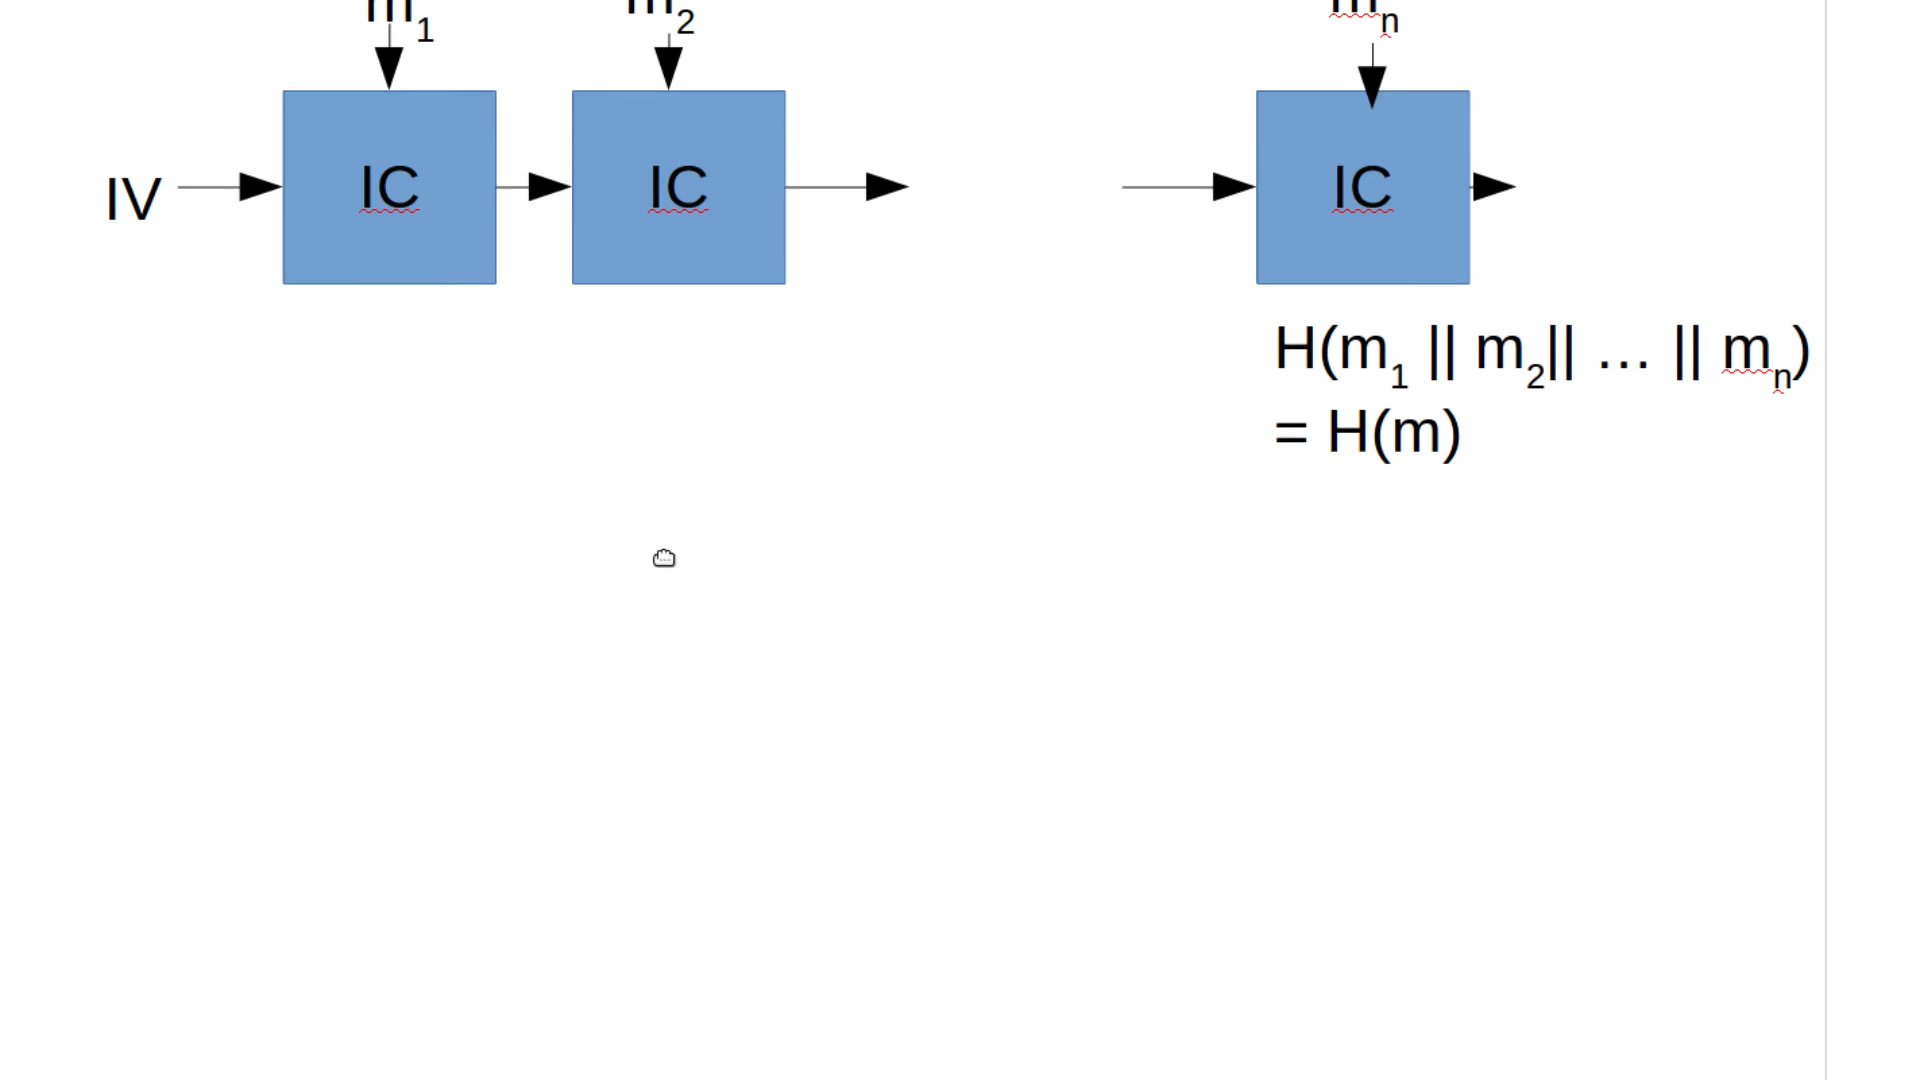 m1 m2 mn
IV IC IC IC
H(m1 || m2|| … || mn)
= H(m)